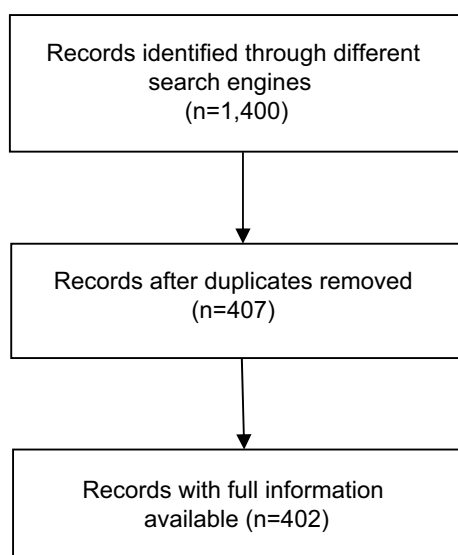 Records identified through different
search engines
(n=1,400)
Records after duplicates removed
(n=407)
Records with full information
available (n=402)